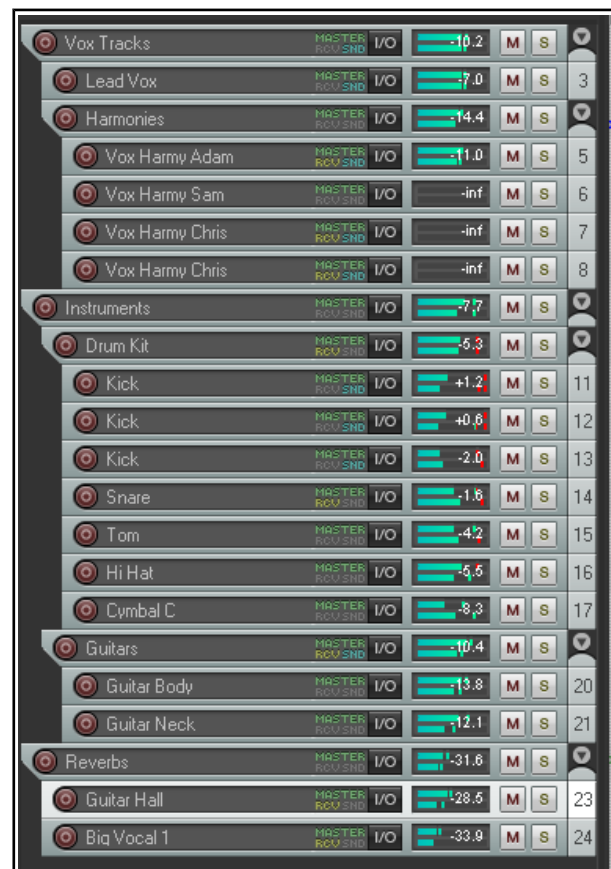 Vox Tracks MASTER RCV SND I/O -10.2 M S
Lead Vox MASTER RCV SND I/O -7.0 M S 3
Harmonies MASTER RCV SND I/O -14.4 M S
Vox Harmy Adam MASTER RCV SND I/O -11.0 M S 5
Vox Harmy Sam MASTER RCV SND I/O -inf M S 6
Vox Harmy Chris MASTER RCV SND I/O -inf M S 7
Vox Harmy Chris MASTER RCV SND I/O -inf M S 8
Instruments MASTER RCV SND I/O -7.7 M S
Drum Kit MASTER RCV SND I/O -5.3 M S
Kick MASTER RCV SND I/O +1.2 M S 11
Kick MASTER RCV SND I/O +0.6 M S 12
Kick MASTER RCV SND I/O -2.0 M S 13
Snare MASTER RCV SND I/O -1.6 M S 14
Tom MASTER RCV SND I/O -4.2 M S 15
Hi Hat MASTER RCV SND I/O -5.5 M S 16
Cymbal C MASTER RCV SND I/O -8.3 M S 17
Guitars MASTER RCV SND I/O -10.4 M S
Guitar Body MASTER RCV SND I/O -13.8 M S 20
Guitar Neck MASTER RCV SND I/O -12.1 M S 21
Reverbs MASTER RCV SND I/O -31.6 M S
Guitar Hall MASTER RCV SND I/O -28.5 M S 23
Big Vocal 1 MASTER RCV SND I/O -33.9 M S 24